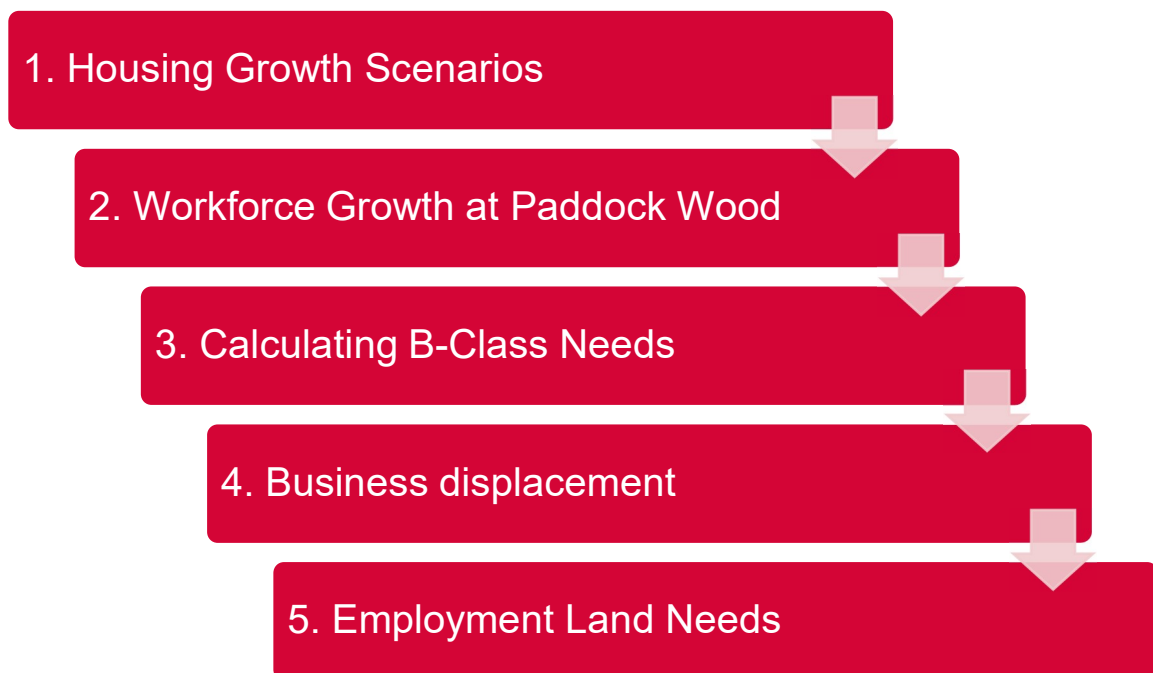 1. Housing Growth Scenarios
2. Workforce Growth at Paddock Wood
3. Calculating B-Class Needs
4. Business displacement
5. Employment Land Needs